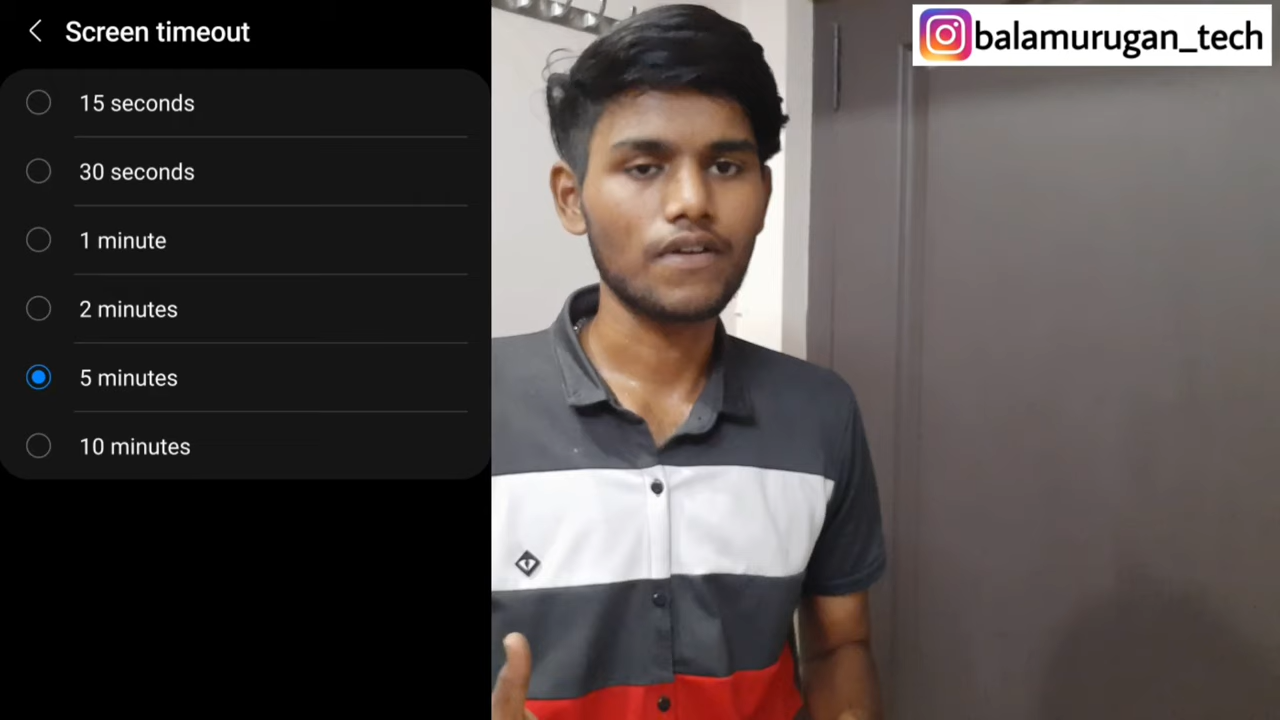 Screen timeout
15 seconds
30 seconds
1 minute
2 minutes
5 minutes
10 minutes
balamurugan_tech